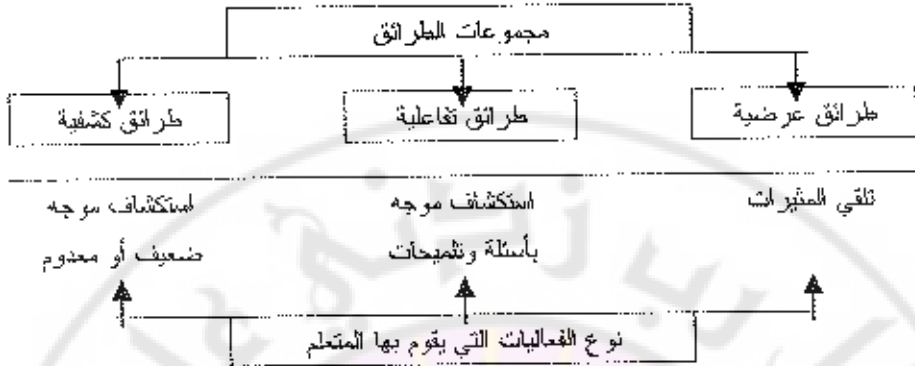 مجموعات الطرائق
طرائق عرضية
طرائق تفاعلية
طرائق كشفية
تلقي المثيرات
استكشاف موجه
بأسئلة وتلميحات
استكشاف موجه
ضعيف أو معدوم
نوع الفعاليات التي يقوم بها المتعلم